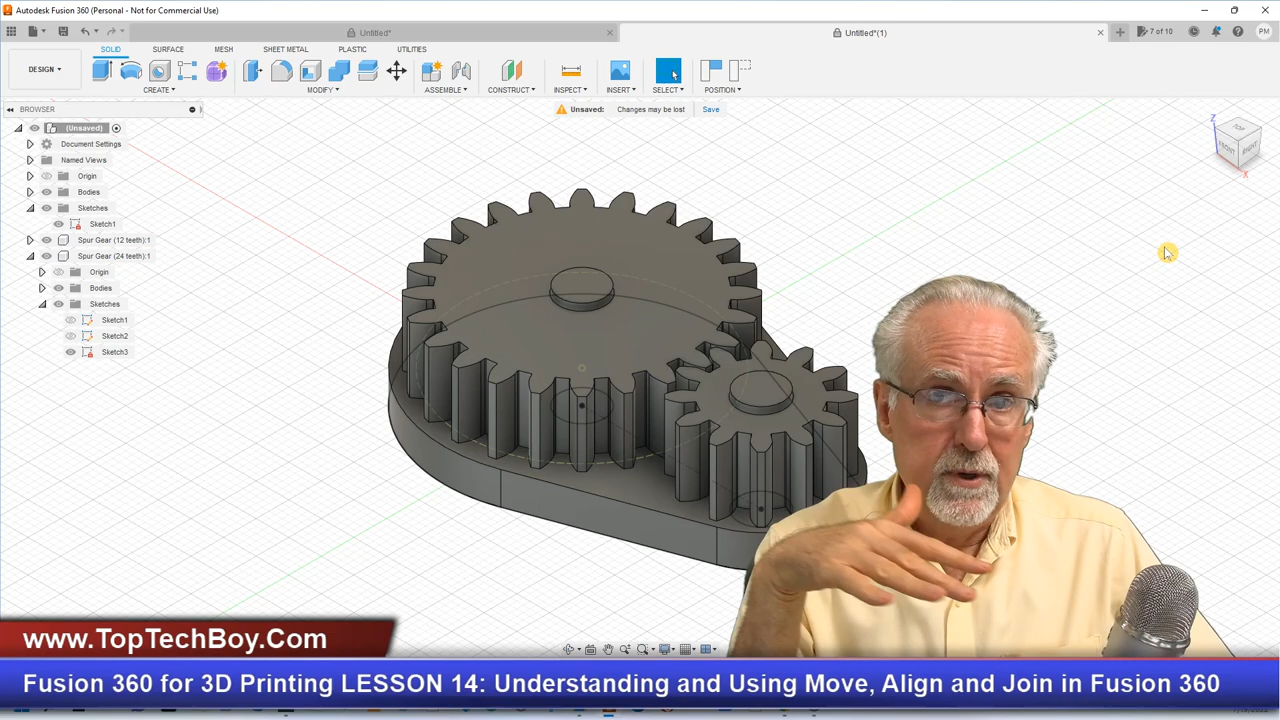 Autodesk Fusion 360 (Personal - Not for Commercial Use)
Untitled*
Untitled*(1)
7 of 10
PM
DESIGN
SOLID
SURFACE
MESH
SHEET METAL
PLASTIC
UTILITIES
CREATE
MODIFY
ASSEMBLE
CONSTRUCT
INSPECT
INSERT
SELECT
POSITION
BROWSER
Unsaved: Changes may be lost Save
(Unsaved)
Document Settings
Named Views
Origin
Bodies
Sketches
Sketch1
Spur Gear (12 teeth):1
Spur Gear (24 teeth):1
Origin
Bodies
Sketches
Sketch1
Sketch2
Sketch3
Z
TOP
FRONT
RIGHT
X
www.TopTechBoy.Com
Fusion 360 for 3D Printing LESSON 14: Understanding and Using Move, Align and Join in Fusion 360